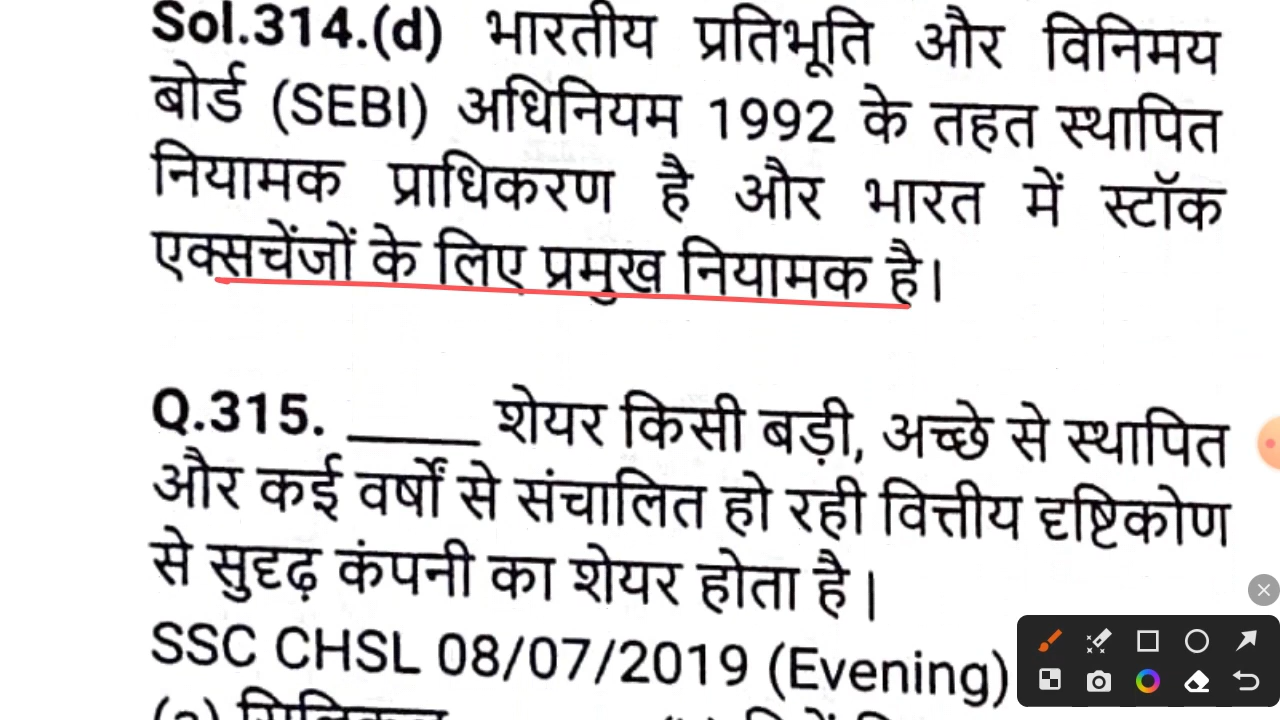 Sol.314.(d) भारतीय प्रतिभूति और विनिमय
बोर्ड (SEBI) अधिनियम 1992 के तहत स्थापित
नियामक प्राधिकरण है और भारत में स्टॉक
एक्सचेंजों के लिए प्रमुख नियामक है।
Q.315. _____ शेयर किसी बड़ी, अच्छे से स्थापित
और कई वर्षों से संचालित हो रही वित्तीय दृष्टिकोण
से सुदृढ़ कंपनी का शेयर होता है।
SSC CHSL 08/07/2019 (Evening)